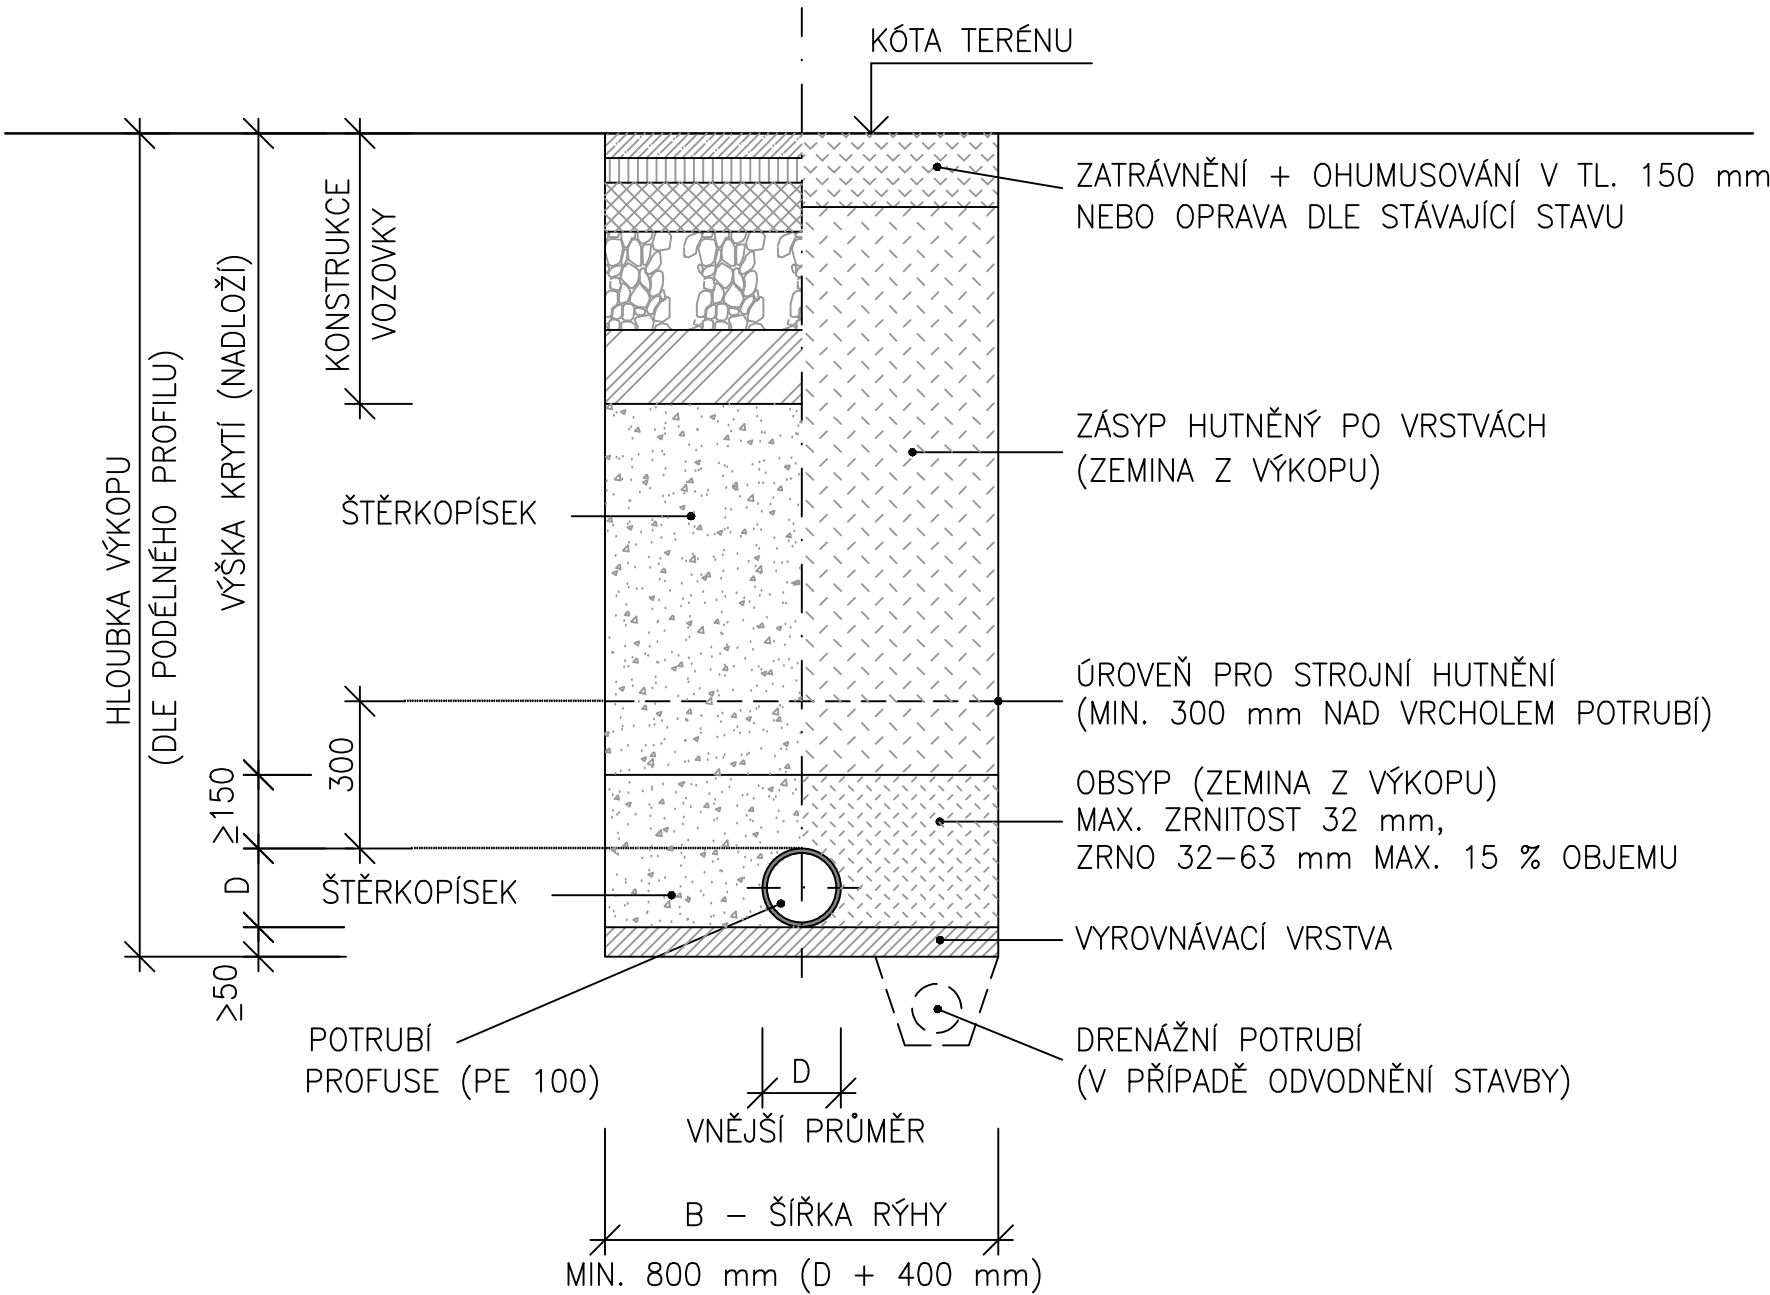 KÓTA TERÉNU
ZATRÁVNĚNÍ + OHUMUSOVÁNÍ V TL. 150 mm
NEBO OPRAVA DLE STÁVAJÍCÍ STAVU
KONSTRUKCE
VOZOVKY
VÝŠKA KRYTÍ (NADLOŽÍ)
HLOUBKA VÝKOPU
(DLE PODÉLNÉHO PROFILU)
ZÁSYP HUTNĚNÝ PO VRSTVÁCH
(ZEMINA Z VÝKOPU)
ŠTĚRKOPÍSEK
ÚROVEŇ PRO STROJNÍ HUTNĚNÍ
(MIN. 300 mm NAD VRCHOLEM POTRUBÍ)
300
≥150
OBSYP (ZEMINA Z VÝKOPU)
MAX. ZRNITOST 32 mm,
ZRNO 32–63 mm MAX. 15 % OBJEMU
D
ŠTĚRKOPÍSEK
VYROVNÁVACÍ VRSTVA
≥50
POTRUBÍ
PROFUSE (PE 100)
DRENÁŽNÍ POTRUBÍ
(V PŘÍPADĚ ODVODNĚNÍ STAVBY)
D
VNĚJŠÍ PRŮMĚR
B – ŠÍŘKA RÝHY
MIN. 800 mm (D + 400 mm)